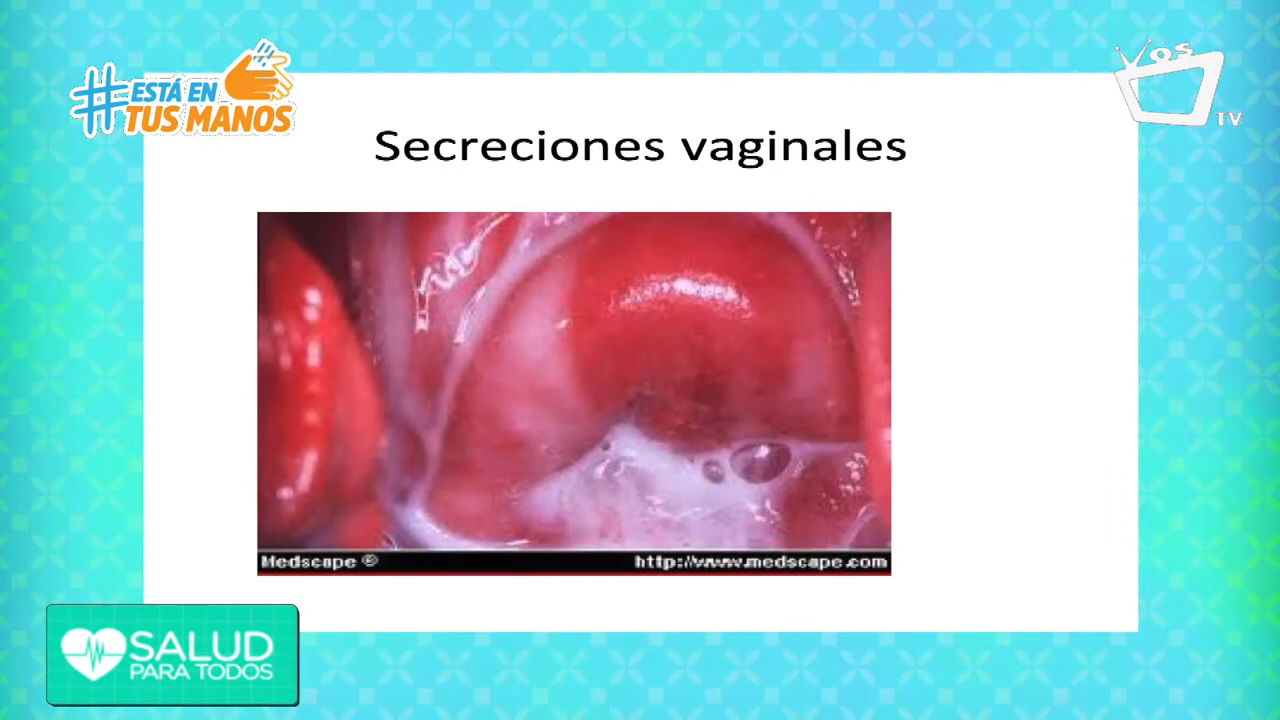 #ESTÁ EN
TUS MANOS
VOS
TV
Secreciones vaginales
Medscape ®
http://www.medscape.com
SALUD
PARA TODOS